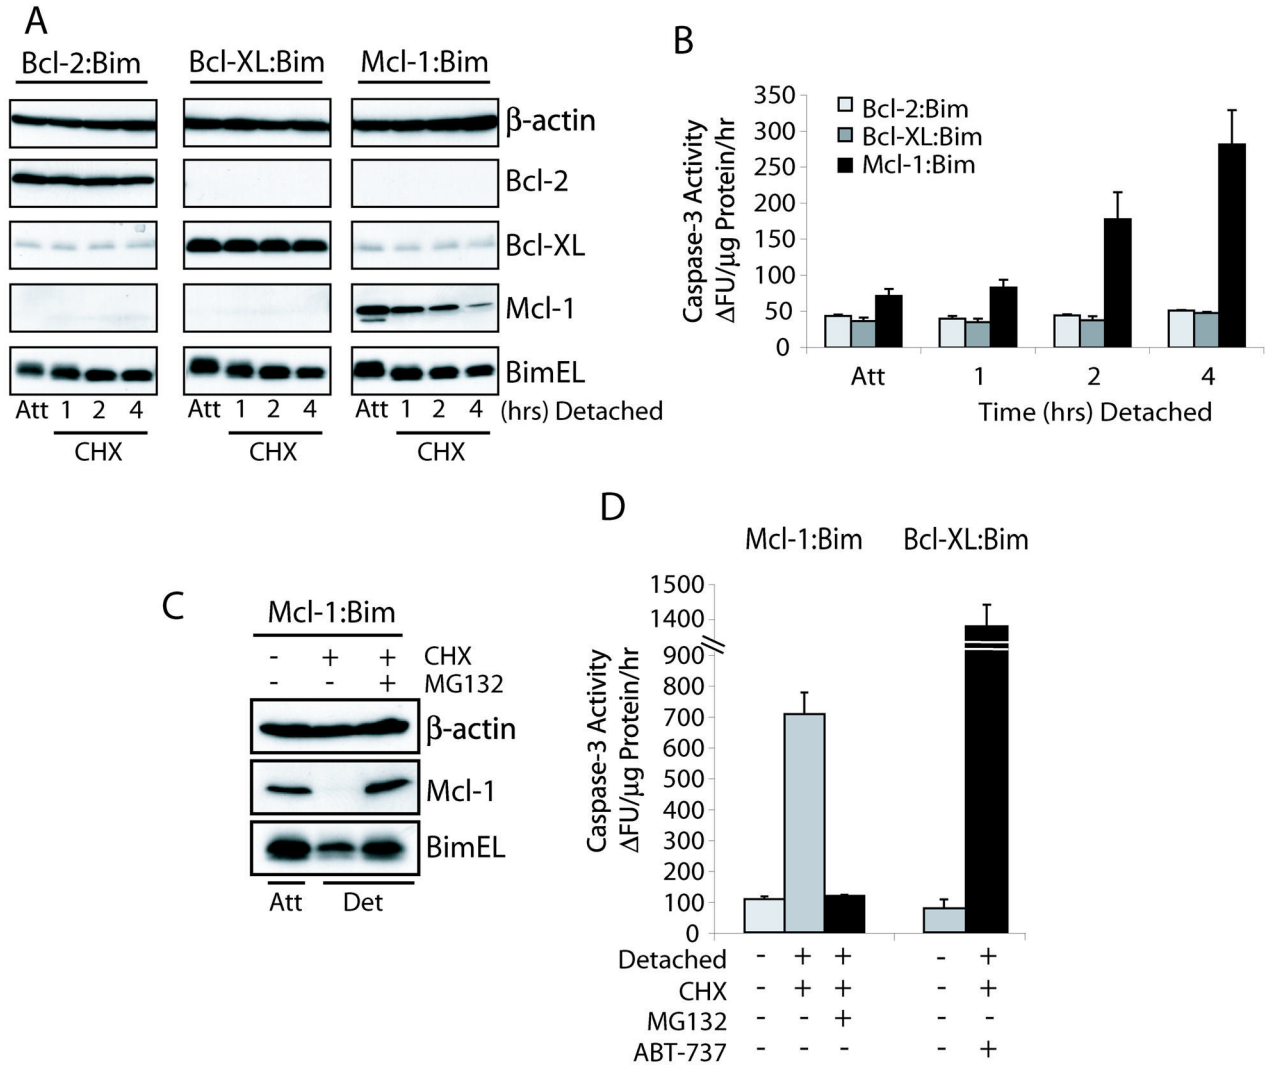 A
Bcl-2:Bim Bcl-XL:Bim Mcl-1:Bim
β-actin
Bcl-2
Bcl-XL
Mcl-1
BimEL
Att 1 2 4 Att 1 2 4 Att 1 2 4 (hrs) Detached
CHX CHX CHX
B
Caspase-3 Activity
ΔFU/μg Protein/hr
350
300
250
200
150
100
50
0
Bcl-2:Bim
Bcl-XL:Bim
Mcl-1:Bim
Att 1 2 4
Time (hrs) Detached
C
Mcl-1:Bim
- + + CHX
- - + MG132
β-actin
Mcl-1
BimEL
Att Det
D
Mcl-1:Bim Bcl-XL:Bim
Caspase-3 Activity
ΔFU/μg Protein/hr
1500
1400
900
800
700
600
500
400
300
200
100
0
Detached - + + - +
CHX - + + - +
MG132 - - + - -
ABT-737 - - - - +